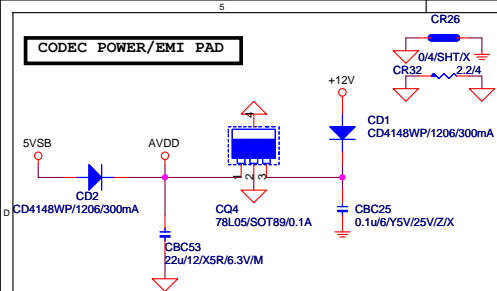 5
CODEC POWER/EMI PAD
CR26
0/4/SHT/X
CR32 2.2/4
+12V
4
CD1
CD4148WP/1206/300mA
5VSB
AVDD
1 2 3
CD2
CD4148WP/1206/300mA
CQ4
78L05/SOT89/0.1A
CBC25
0.1u/6/Y5V/25V/Z/X
D
CBC53
22u/12/X5R/6.3V/M